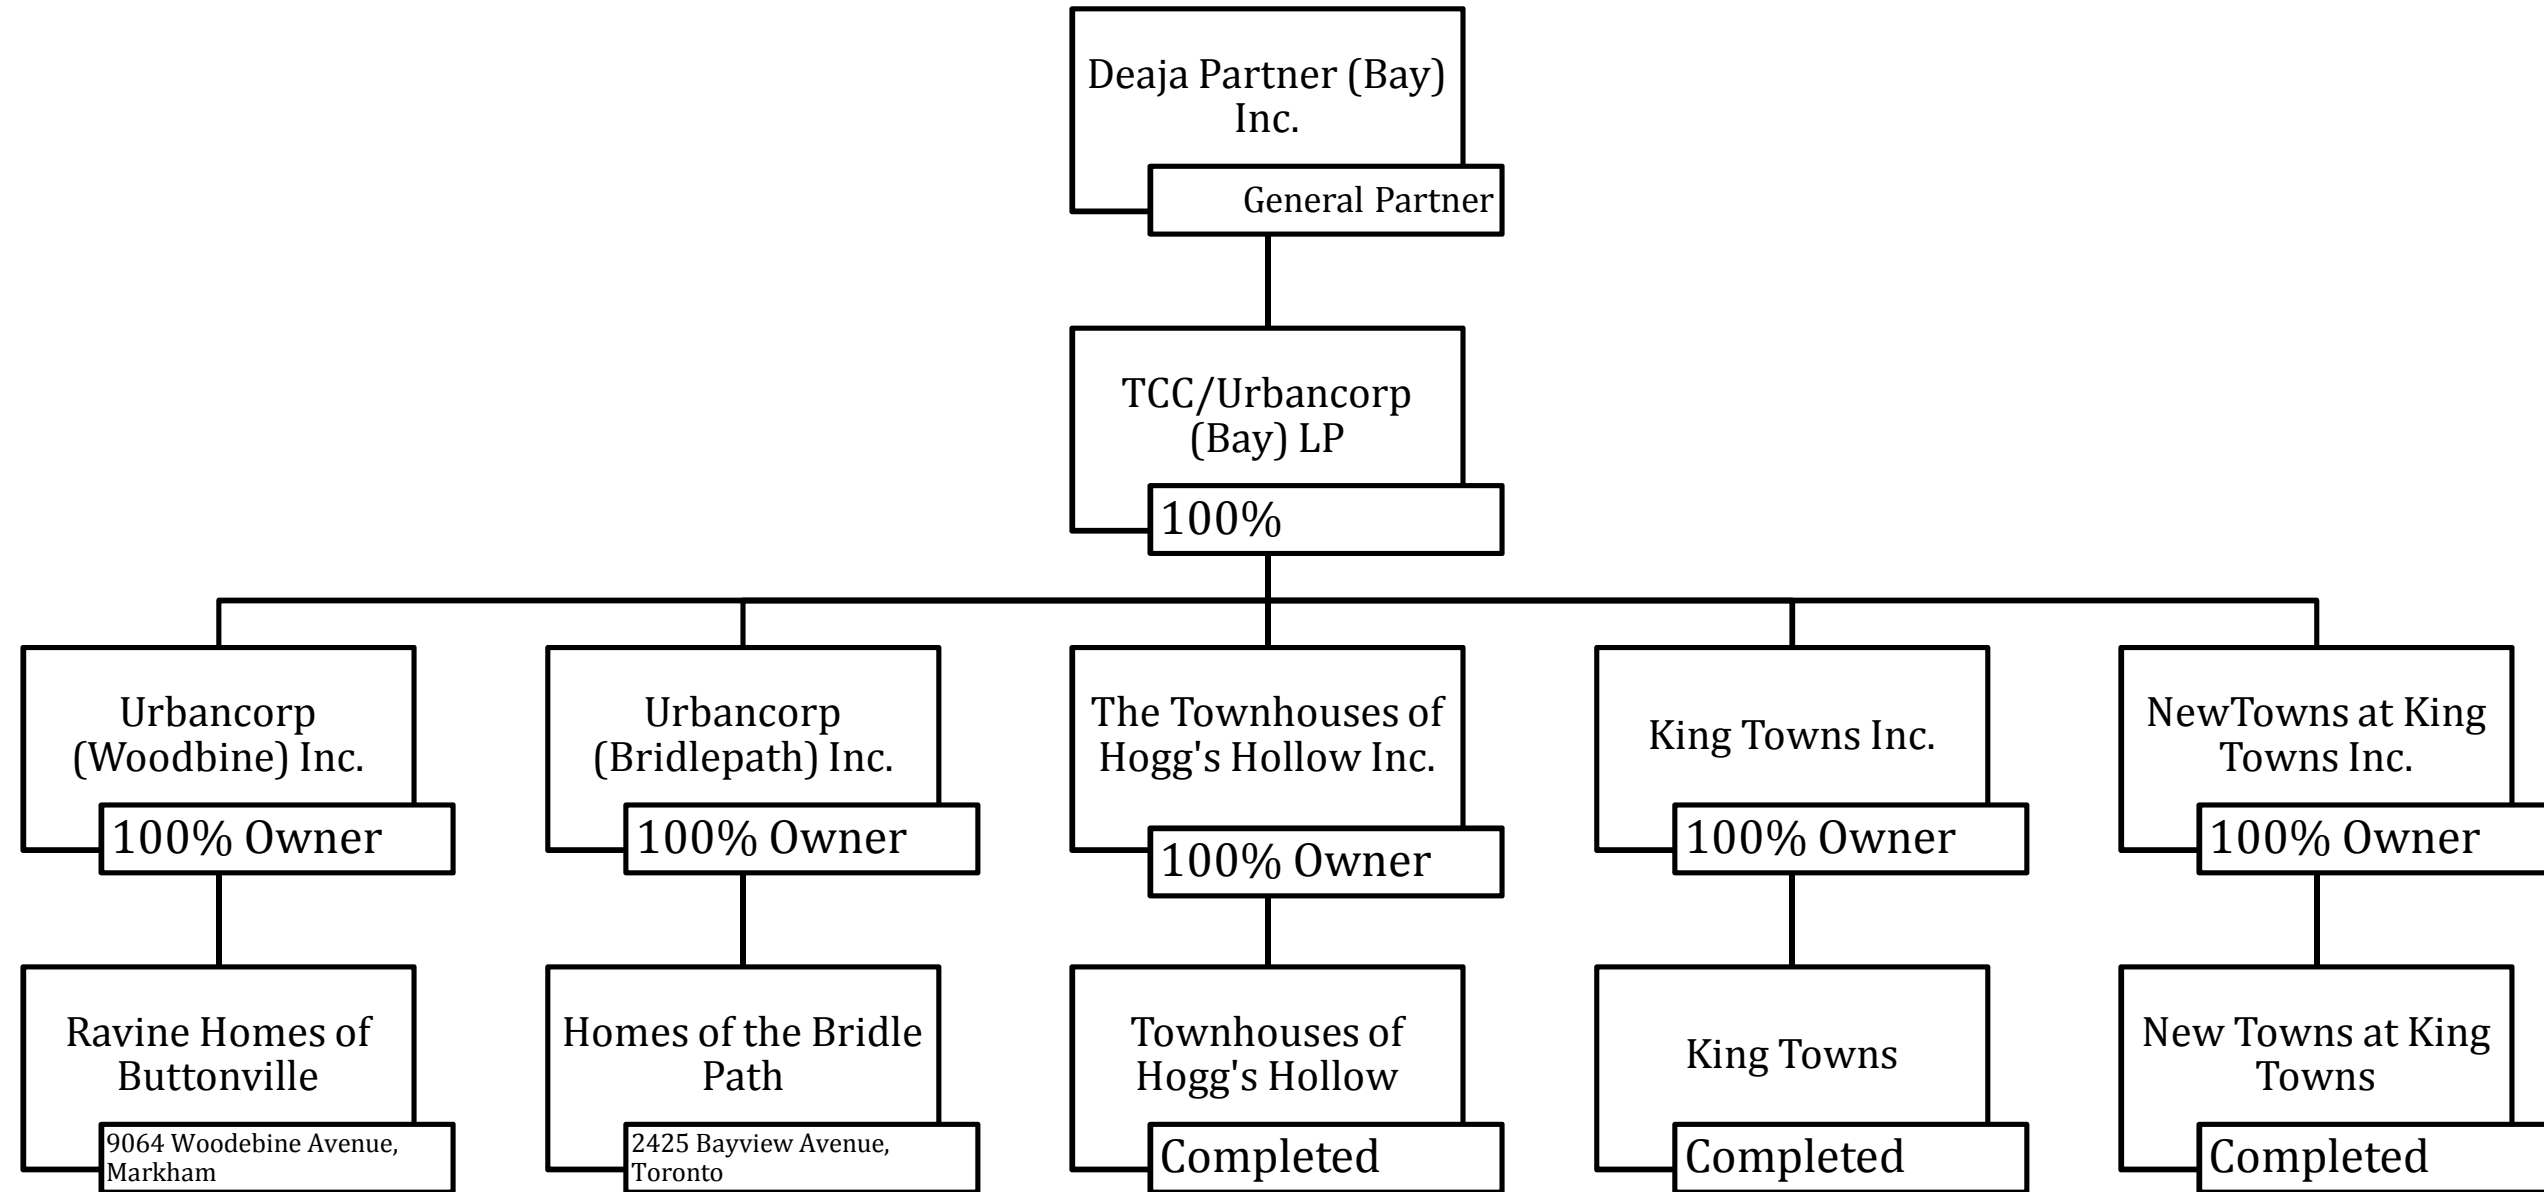 Deaja Partner (Bay)
Inc.
General Partner
TCC/Urbancorp
(Bay) LP
100%
Urbancorp
(Woodbine) Inc.
100% Owner
Urbancorp
(Bridlepath) Inc.
100% Owner
The Townhouses of
Hogg's Hollow Inc.
100% Owner
King Towns Inc.
100% Owner
NewTowns at King
Towns Inc.
100% Owner
Ravine Homes of
Buttonville
9064 Woodebine Avenue,
Markham
Homes of the Bridle
Path
2425 Bayview Avenue,
Toronto
Townhouses of
Hogg's Hollow
Completed
King Towns
Completed
New Towns at King
Towns
Completed